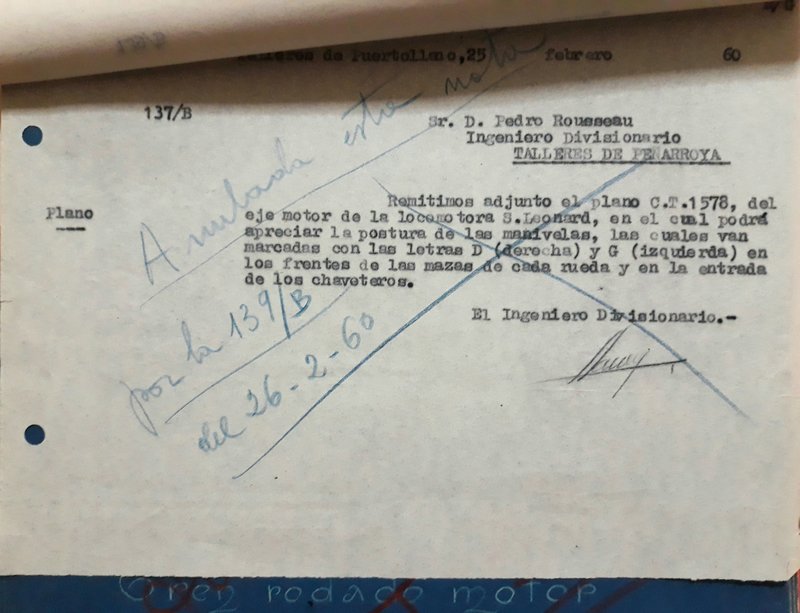 de Puertollano, 25 febrero 60
137/B
Sr. D. Pedro Rousseau
Ingeniero Divisionario
TALLERES DE PEÑARROYA
Plano
Remitimos adjunto el plano C.T.1578, del
eje motor de la locomotora S.Leonard, en el cual podrá
apreciar la postura de las manivelas, las cuales van
marcadas con las letras D (derecha) y G (izquierda) en
los frentes de las mazas de cada rueda y en la entrada
de los chaveteros.
El Ingeniero Divisionario.-
Anulada esta nota
por la 139/B
del 26-2-60
rodado motor